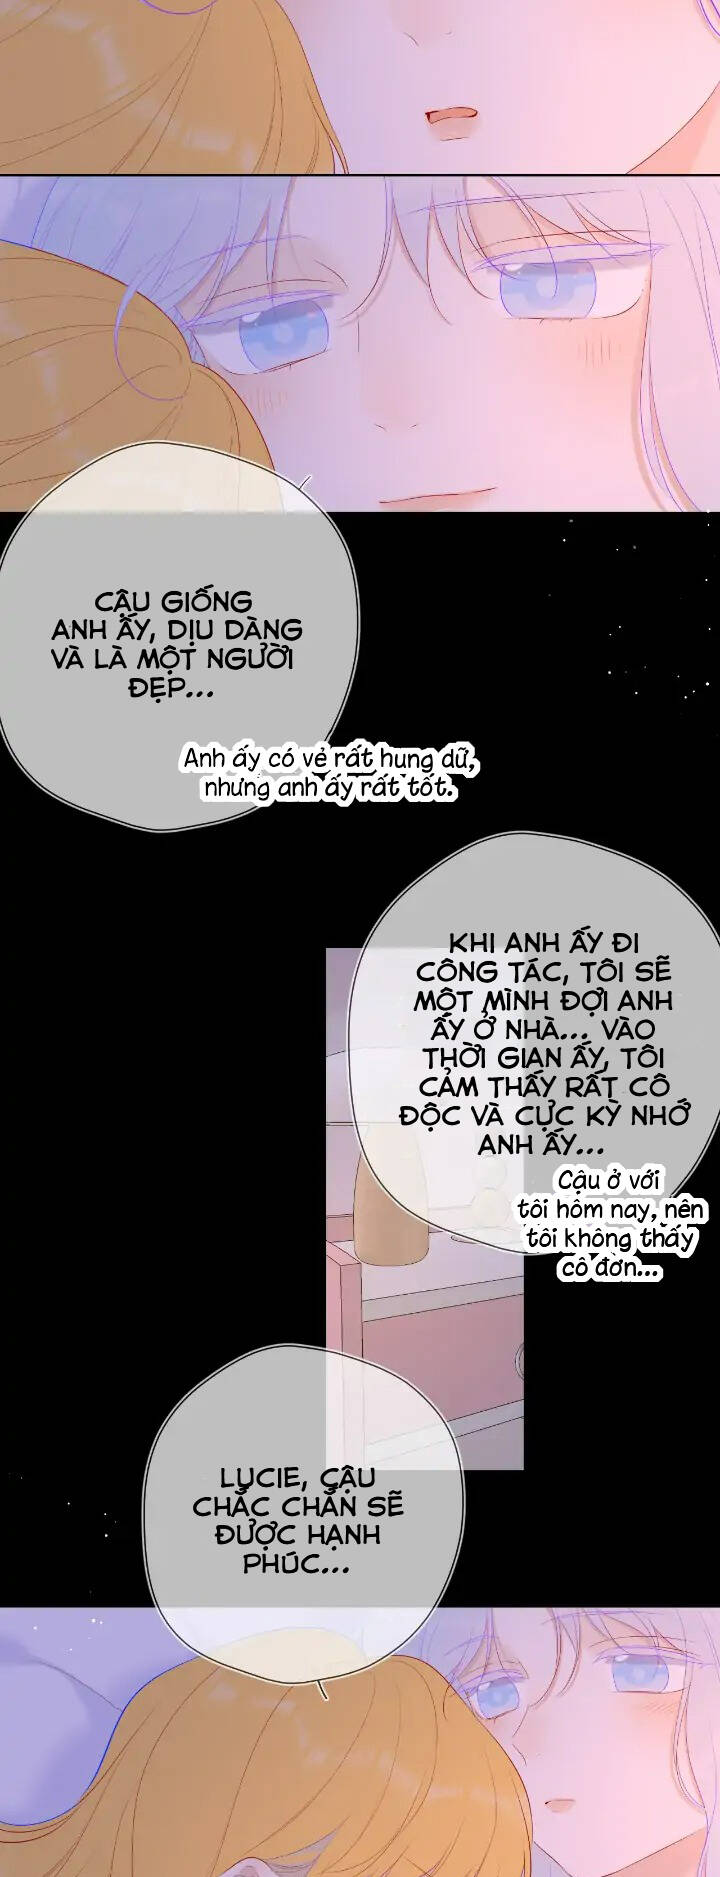 CẬU GIỐNG
ANH ẤY, DỊU DÀNG
VÀ LÀ MỘT NGƯỜI
ĐẸP...
Anh ấy có vẻ rất hung dữ,
nhưng anh ấy rất tốt.
KHI ANH ẤY ĐI
CÔNG TÁC, TÔI SẼ
MỘT MÌNH ĐỢI ANH
ẤY Ở NHÀ... VÀO
THỜI GIAN ẤY, TÔI
CẢM THẤY RẤT CÔ
ĐỘC VÀ CỰC KỲ NHỚ
ANH ẤY...
Cậu ở với
tôi hôm nay, nên
tôi không thấy
cô đơn...
LUCIE, CẬU
CHẮC CHẮN SẼ
ĐƯỢC HẠNH
PHÚC...